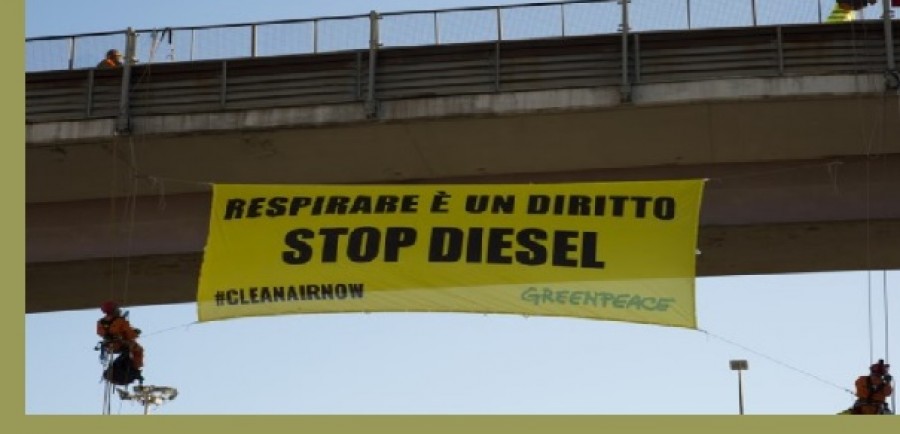 RESPIRARE È UN DIRITTO
STOP DIESEL
#CLEANAIRNOW GREENPEACE